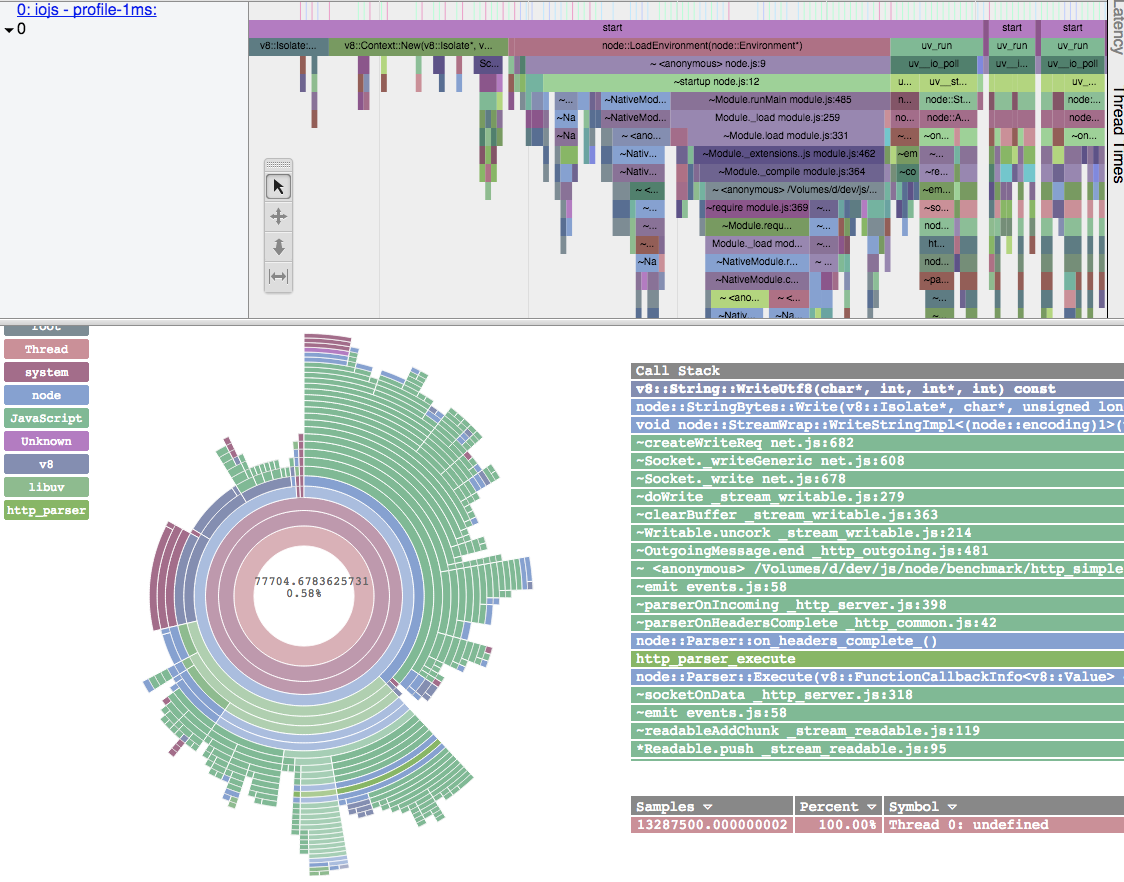 0: iojs - profile-1ms:
0
start
start
start
v8::Isolate:...
v8::Context::New(v8::Isolate*, v...
node::LoadEnvironment(node::Environment*)
uv_run
uv_run
uv_run
Sc...
~ <anonymous> node.js:9
uv__io_poll
uv__i...
uv__io_poll
~startup node.js:12
u...
uv__st...
uv_...
~...
~NativeMod...
~Module.runMain module.js:485
n...
node::St...
node:...
~Na
~NativeMod...
Module._load module.js:259
no...
node::A...
node...
~Na
~ <ano...
~Module.load module.js:331
~...
~on...
~on...
~Nativ...
~Module._extensions..js module.js:462
~em
~...
~Nativ...
~Module._compile module.js:364
~co
~re...
~ <...
~ <anonymous> /Volumes/d/dev/js/...
~em...
~...
~require module.js:369
~...
~so...
~...
~Module.requ...
~...
nod...
~...
Module._load mod...
~...
ht...
~Na
~NativeModule.r...
~ ...
nod...
~NativeModule.c...
~pa...
~ <ano...
~ <...
~...
~Nativ...
~Na...
~
Latency
Thread Times
root
Thread
system
node
JavaScript
Unknown
v8
libuv
http_parser
77704.6783625731
0.58%
Call Stack
v8::String::WriteUtf8(char*, int, int*, int) const
node::StringBytes::Write(v8::Isolate*, char*, unsigned lon
void node::StreamWrap::WriteStringImpl<(node::encoding)1>(
~createWriteReq net.js:682
~Socket._writeGeneric net.js:608
~Socket._write net.js:678
~doWrite _stream_writable.js:279
~clearBuffer _stream_writable.js:363
~Writable.uncork _stream_writable.js:214
~OutgoingMessage.end _http_outgoing.js:481
~ <anonymous> /Volumes/d/dev/js/node/benchmark/http_simple
~emit events.js:58
~parserOnIncoming _http_server.js:398
~parserOnHeadersComplete _http_common.js:42
node::Parser::on_headers_complete_()
http_parser_execute
node::Parser::Execute(v8::FunctionCallbackInfo<v8::Value>
~socketOnData _http_server.js:318
~emit events.js:58
~readableAddChunk _stream_readable.js:119
*Readable.push _stream_readable.js:95
Samples ▽ Percent ▽ Symbol ▽
13287500.000000002 100.00% Thread 0: undefined